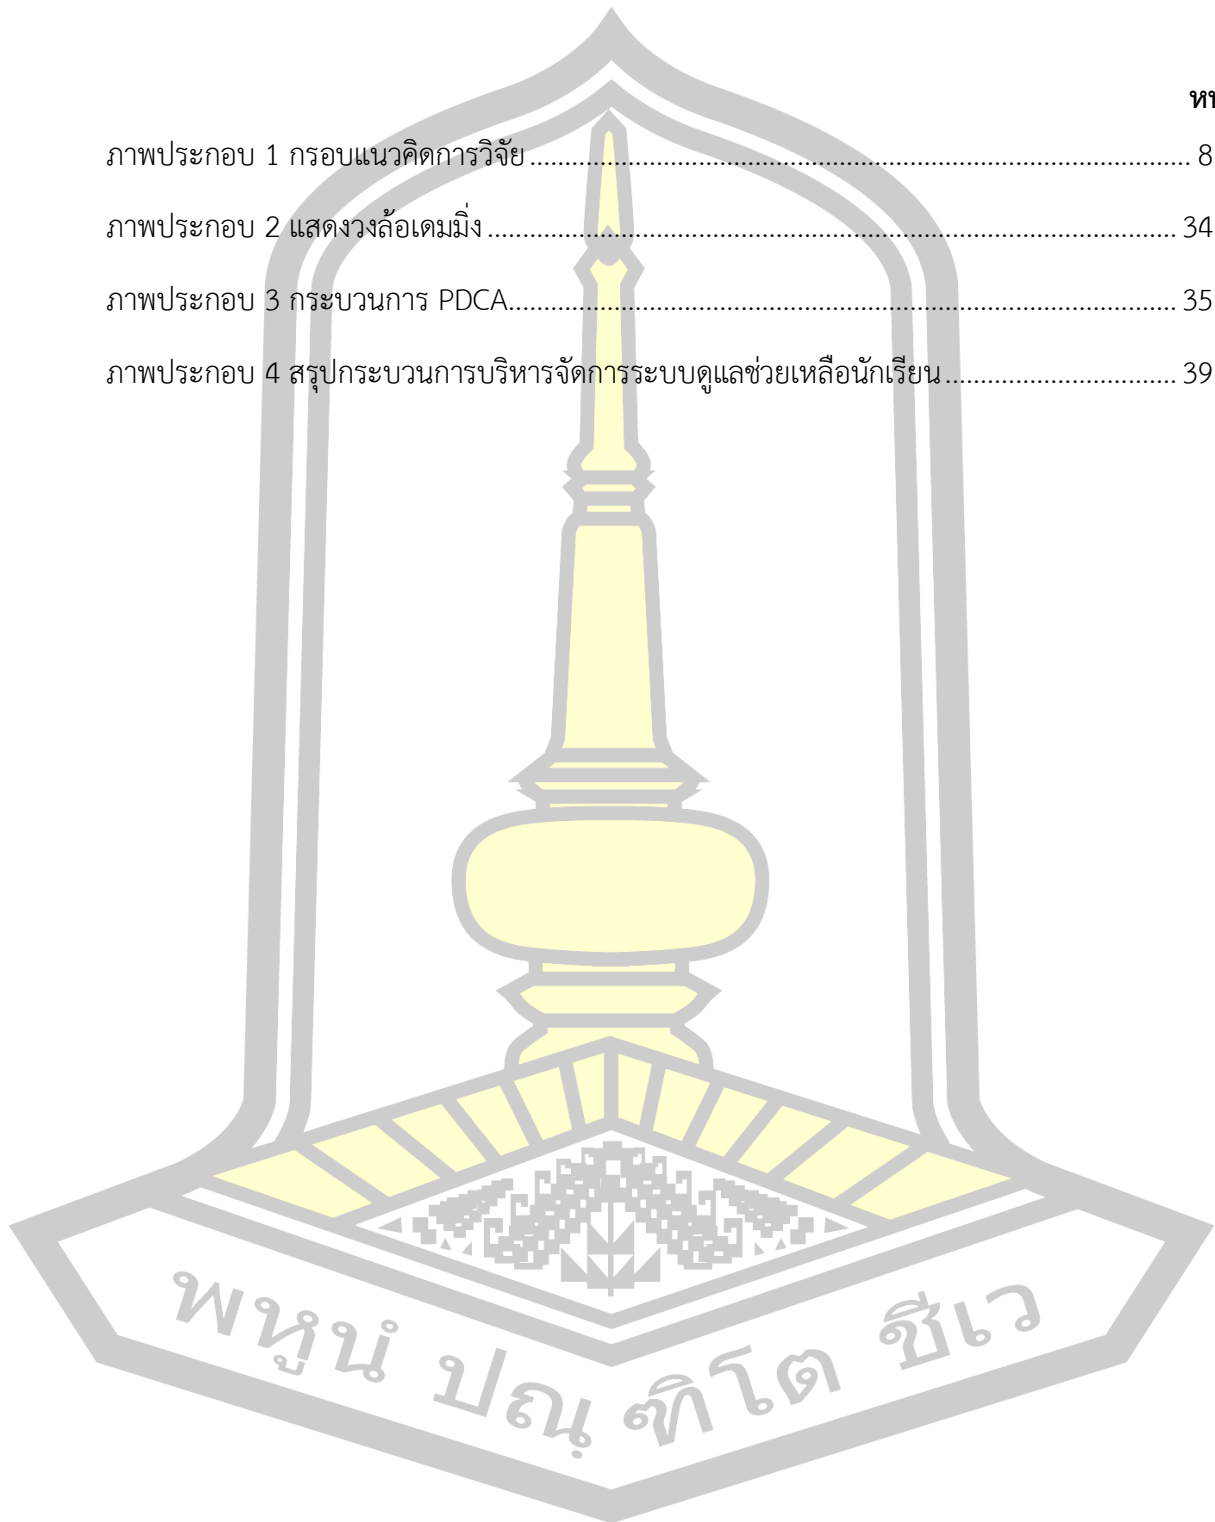 ภาพประกอบ 1 กรอบแนวคิดการวิจัย............................................................................................ 8
ภาพประกอบ 2 แสดงวงล้อเดมมิ่ง................................................................................................ 34
ภาพประกอบ 3 กระบวนการ PDCA............................................................................................. 35
ภาพประกอบ 4 สรุปกระบวนการบริหารจัดการระบบดูแลช่วยเหลือนักเรียน................................ 39
พหูนํ ปณฺฑิโต ชีเว